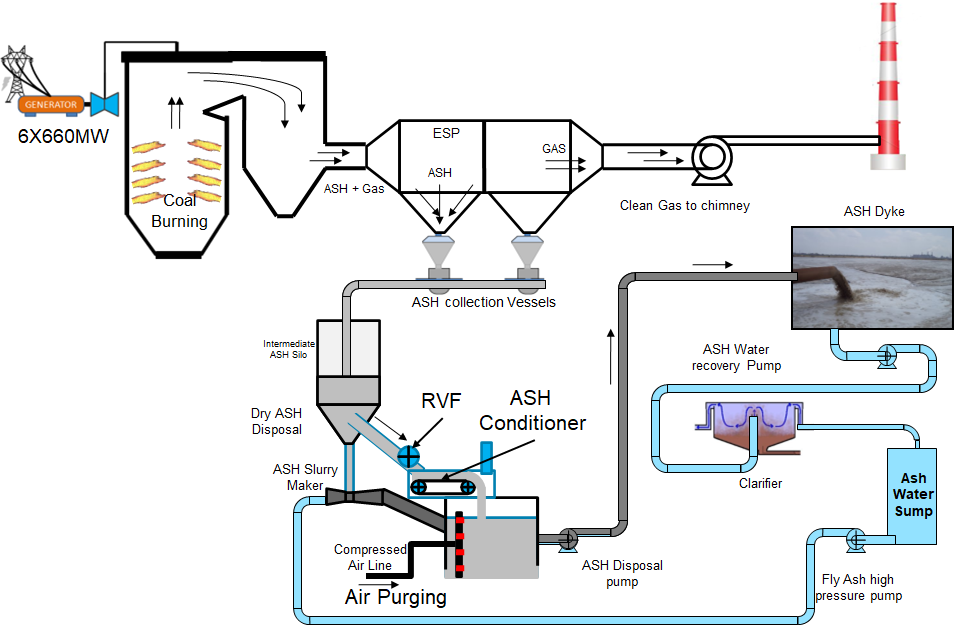 GENERATOR
6X660MW
Coal
Burning
ASH + Gas
ESP
ASH
GAS
Clean Gas to chimney
ASH Dyke
ASH collection Vessels
Intermediate
ASH Silo
Dry ASH
Disposal
RVF
ASH
Conditioner
ASH Slurry
Maker
Compressed
Air Line
Air Purging
ASH Disposal
pump
ASH Water
recovery Pump
Clarifier
Ash
Water
Sump
Fly Ash high
pressure pump